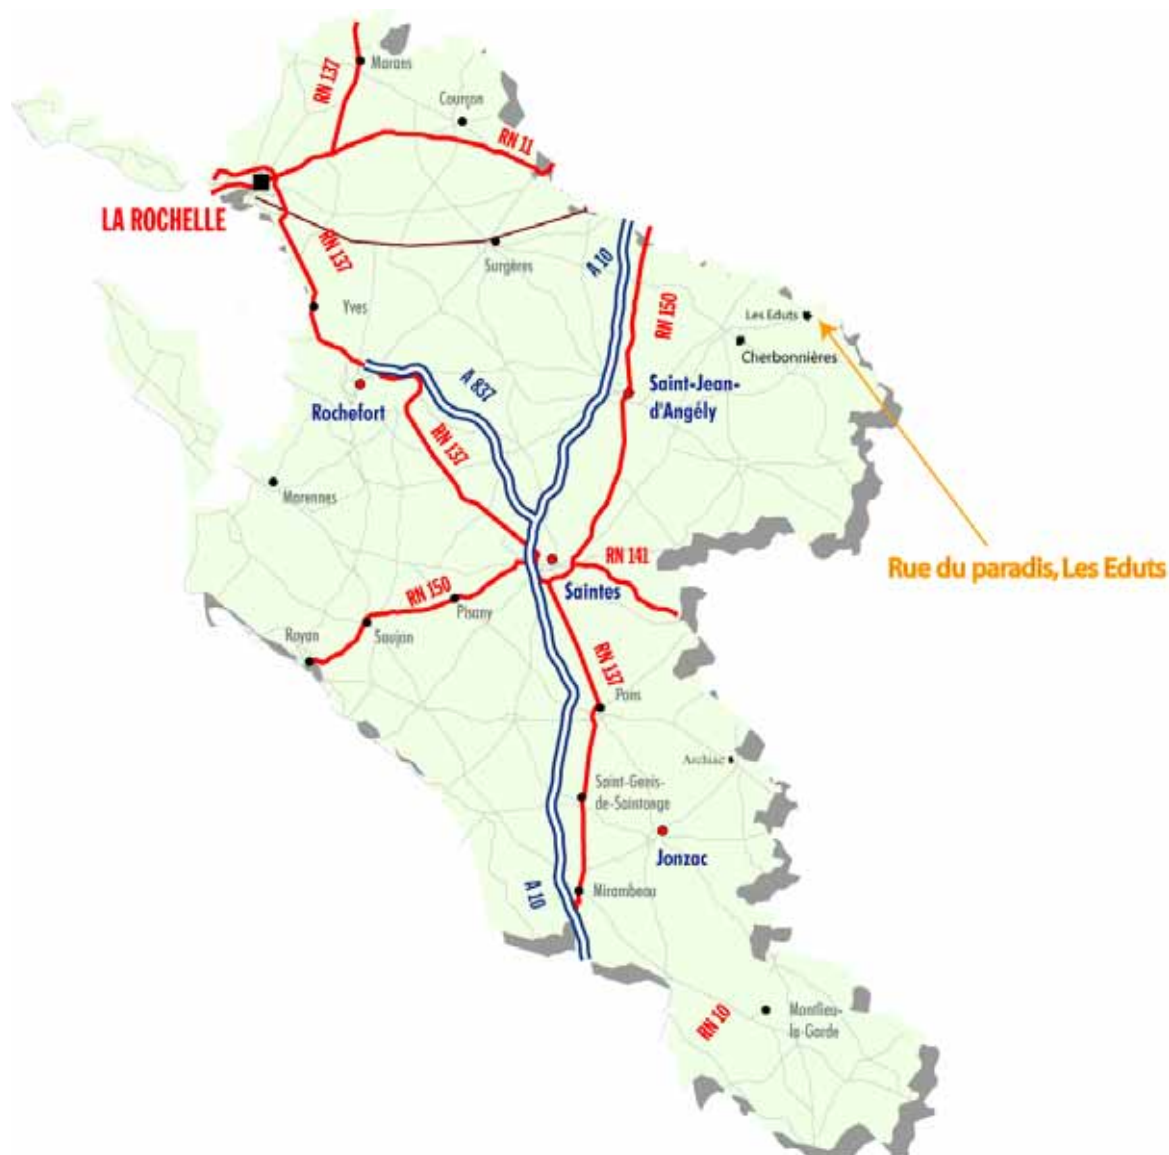 RN 137
Marans
Courçon
RN 11
LA ROCHELLE
RN 137
Surgères
A 10
Yves
RN 150
Les Eduts
Cherbonnières
A 837
Rochefort
Saint-Jean-
d'Angély
RN 137
Marennes
RN 141
Rue du paradis, Les Eduts
RN 150
Saintes
Pisany
Royan
Saujon
RN 137
Pons
Archiac
Saint-Genis-
de-Saintonge
Jonzac
A 10
Mirambeau
RN 10
Montlieu-
la-Garde